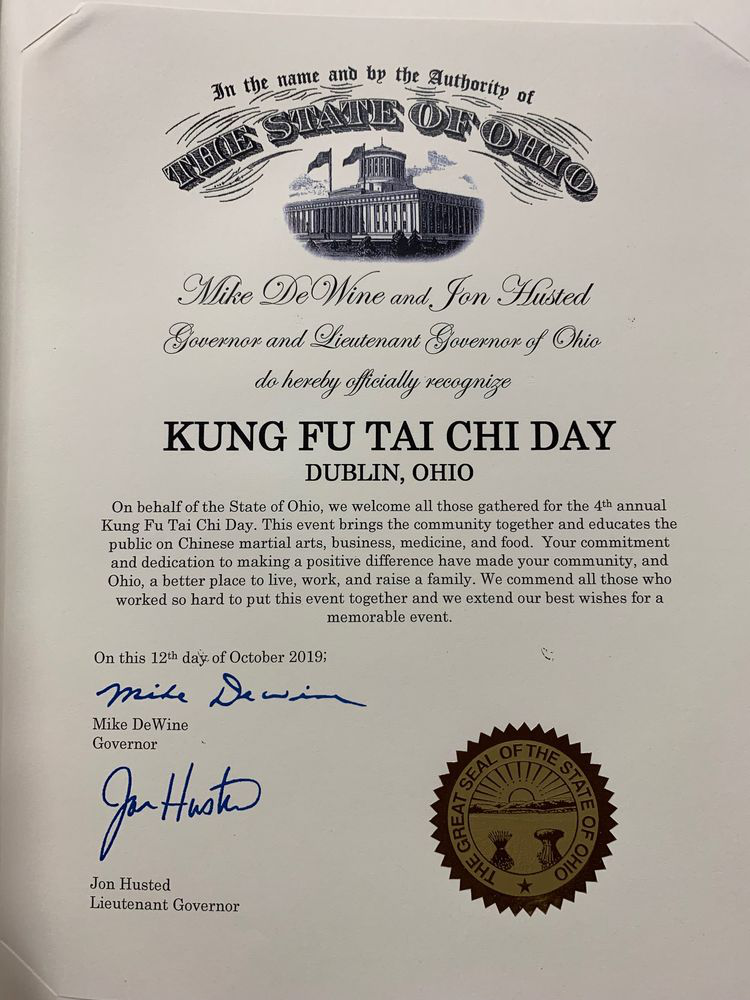 In the name and by the Authority of
THE STATE OF OHIO
Mike DeWine and Jon Husted
Governor and Lieutenant Governor of Ohio
do hereby officially recognize
KUNG FU TAI CHI DAY
DUBLIN, OHIO
On behalf of the State of Ohio, we welcome all those gathered for the 4th annual
Kung Fu Tai Chi Day. This event brings the community together and educates the
public on Chinese martial arts, business, medicine, and food. Your commitment
and dedication to making a positive difference have made your community, and
Ohio, a better place to live, work, and raise a family. We commend all those who
worked so hard to put this event together and we extend our best wishes for a
memorable event.
On this 12th day of October 2019;
Mike DeWine
Mike DeWine
Governor
Jon Husted
Jon Husted
Lieutenant Governor
THE GREAT SEAL OF THE STATE OF OHIO